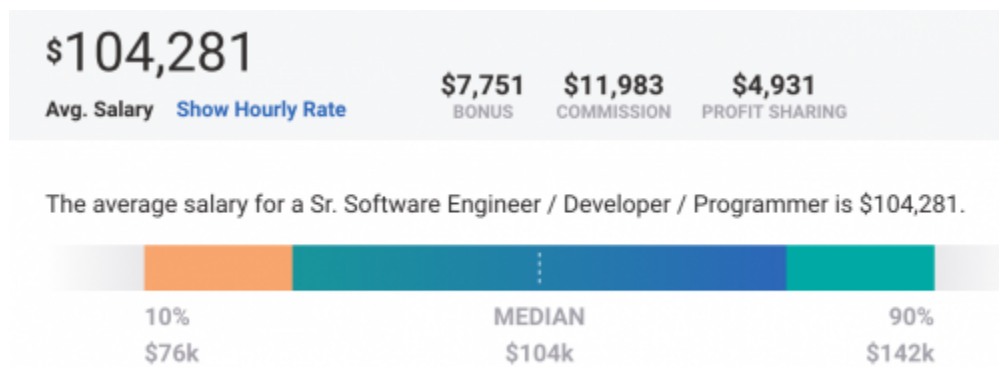 $104,281
Avg. Salary Show Hourly Rate
$7,751 $11,983 $4,931
BONUS COMMISSION PROFIT SHARING
The average salary for a Sr. Software Engineer / Developer / Programmer is $104,281.
10% MEDIAN 90%
$76k $104k $142k